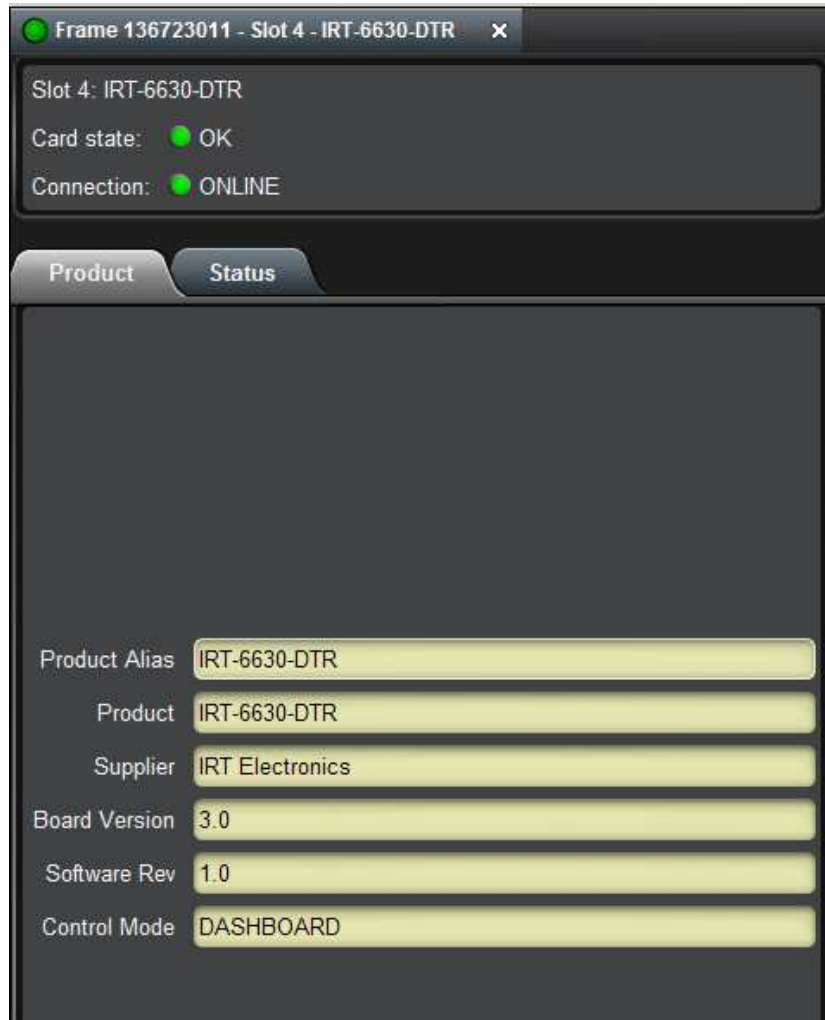 Frame 136723011 - Slot 4 - IRT-6630-DTR ×
Slot 4: IRT-6630-DTR
Card state: OK
Connection: ONLINE
Product Status
Product Alias IRT-6630-DTR
Product IRT-6630-DTR
Supplier IRT Electronics
Board Version 3.0
Software Rev 1.0
Control Mode DASHBOARD